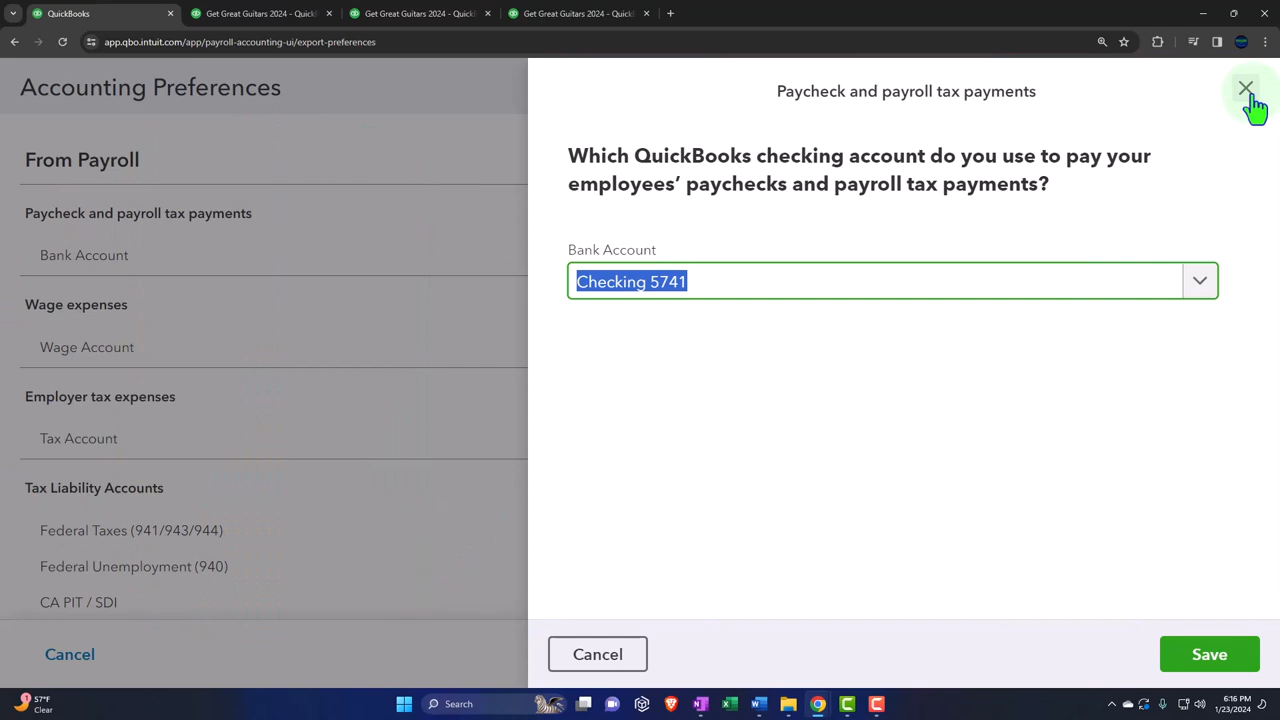 QuickBooks
Get Great Guitars 2024 - Quick
Get Great Guitars 2024 - Quick
Get Great Guitars 2024 - Quick
app.qbo.intuit.com/app/payroll-accounting-ui/export-preferences
Accounting Preferences
Paycheck and payroll tax payments
From Payroll
Which QuickBooks checking account do you use to pay your
employees’ paychecks and payroll tax payments?
Paycheck and payroll tax payments
Bank Account
Bank Account
Checking 5741
Wage expenses
Wage Account
Employer tax expenses
Tax Account
Tax Liability Accounts
Federal Taxes (941/943/944)
Federal Unemployment (940)
CA PIT / SDI
Cancel
Cancel
Save
57°F
Clear
Search
6:16 PM
1/23/2024